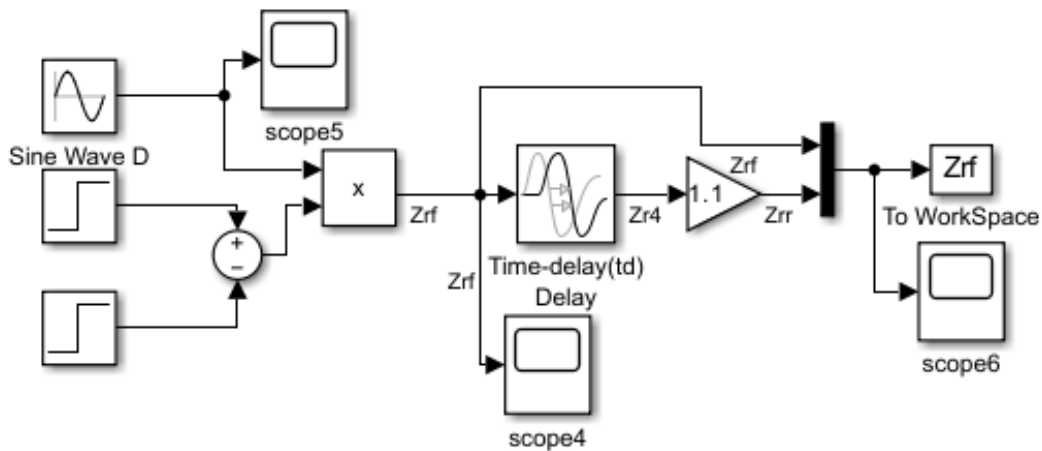 scope5
Sine Wave D
+
−
x
Zrf
Zrf
Time-delay(td)
Delay
Zr4
1.1
Zrf
Zrr
Zrf
To WorkSpace
scope4
scope6